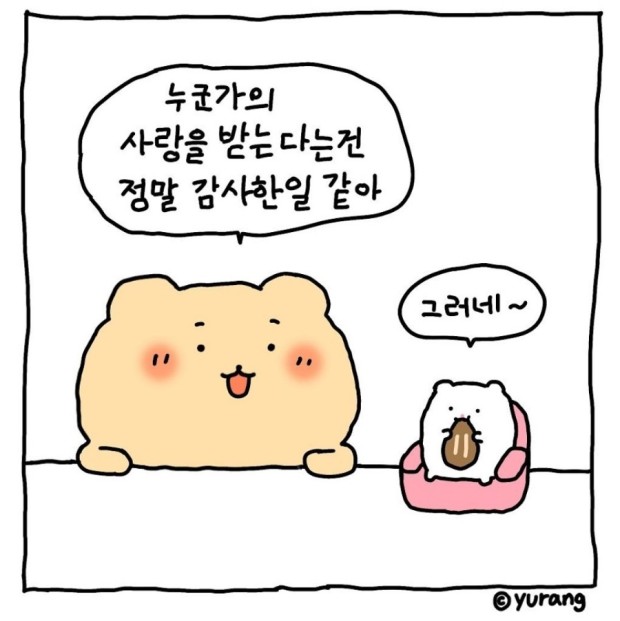 누군가의
사랑을 받는다는건
정말 감사한일 같아
그러네~
©yurang